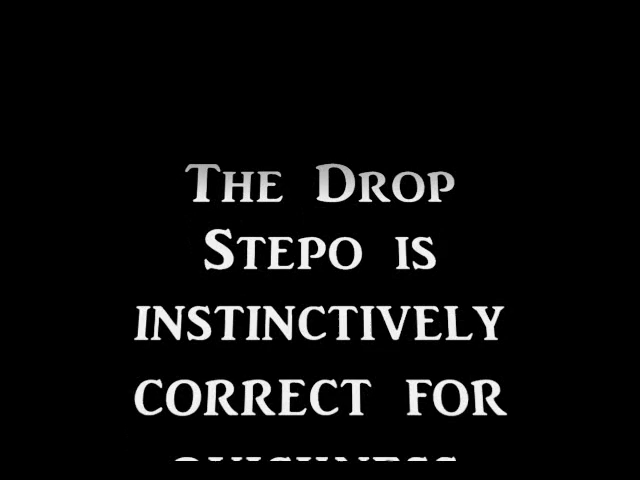 The Drop
Stepo is
instinctively
correct for